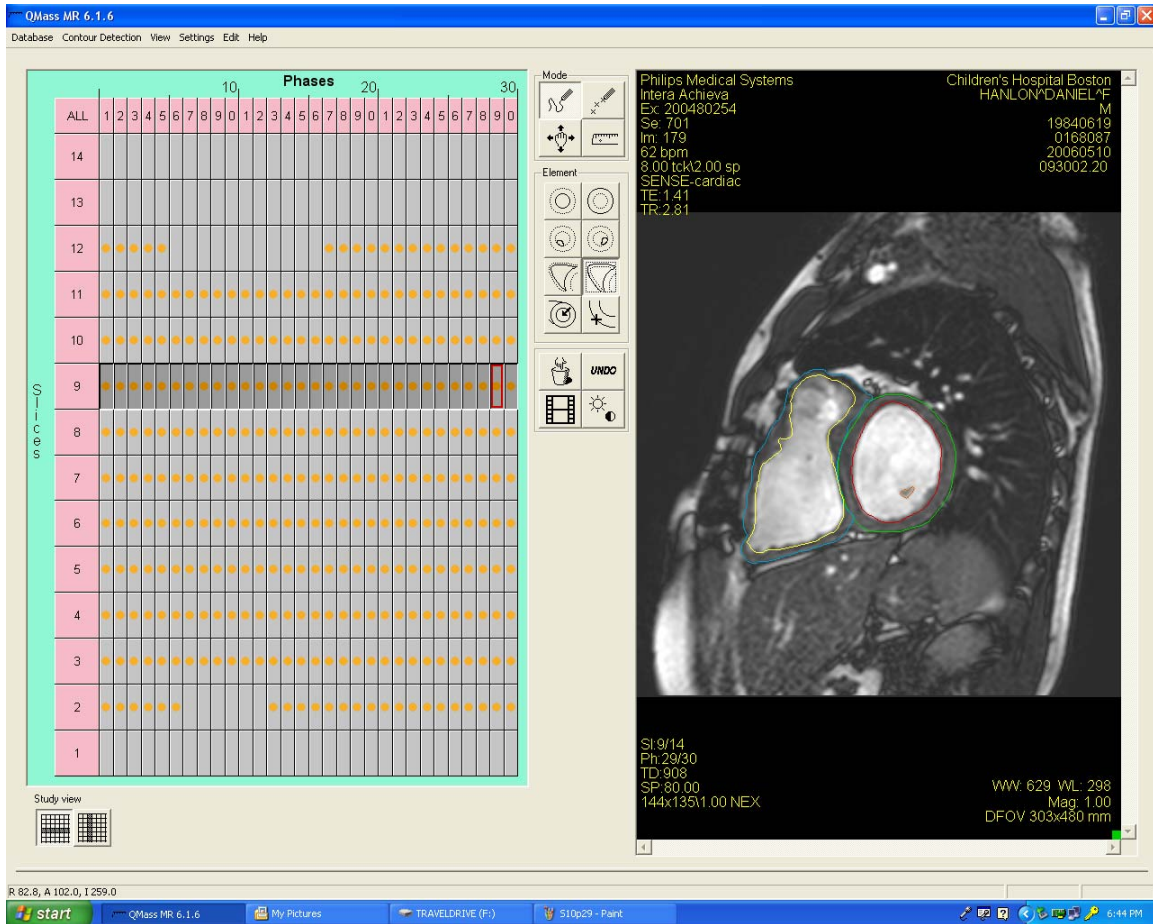 QMass MR 6.1.6
Database Contour Detection View Settings Edit Help
Phases
10 20 30
ALL 1 2 3 4 5 6 7 8 9 0 1 2 3 4 5 6 7 8 9 0 1 2 3 4 5 6 7 8 9 0
14
13
12
11
10
9
8
7
6
5
4
3
2
1
Slices
Study view
Mode
Element
UNDO
Philips Medical Systems
Intera Achieva
Ex: 200480254
Se: 701
Im: 179
62 bpm
8.00 tck\2.00 sp
SENSE-cardiac
TE:1.41
TR:2.81
Children's Hospital Boston
HANLON^DANIEL^F
M
19840619
0168087
20060510
093002.20
Sl:9/14
Ph:29/30
TD:908
SP:80.00
144x135\1.00 NEX
WW: 629 WL: 298
Mag: 1.00
DFOV 303x480 mm
R 82.8, A 102.0, I 259.0
start QMass MR 6.1.6 My Pictures TRAVELDRIVE (F:) S10p29 - Paint 6:44 PM